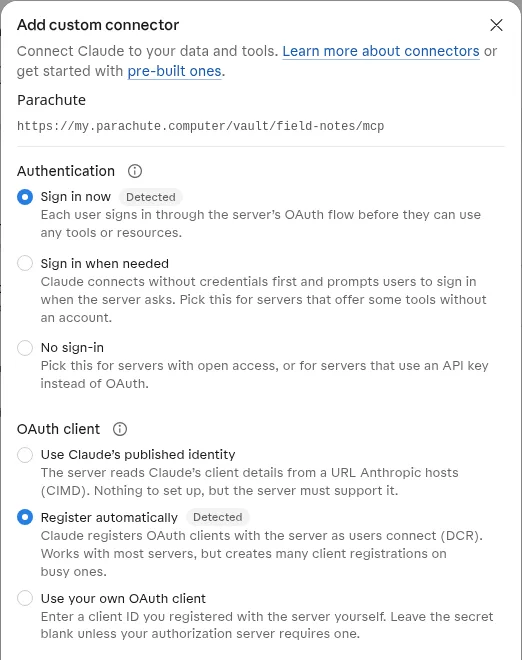 Add custom connector
Connect Claude to your data and tools. Learn more about connectors or
get started with pre-built ones.
Parachute
https://my.parachute.computer/vault/field-notes/mcp
Authentication
Sign in now Detected
Each user signs in through the server's OAuth flow before they can use
any tools or resources.
Sign in when needed
Claude connects without credentials first and prompts users to sign in
when the server asks. Pick this for servers that offer some tools without
an account.
No sign-in
Pick this for servers with open access, or for servers that use an API key
instead of OAuth.
OAuth client
Use Claude's published identity
The server reads Claude's client details from a URL Anthropic hosts
(CIMD). Nothing to set up, but the server must support it.
Register automatically Detected
Claude registers OAuth clients with the server as users connect (DCR).
Works with most servers, but creates many client registrations on
busy ones.
Use your own OAuth client
Enter a client ID you registered with the server yourself. Leave the secret
blank unless your authorization server requires one.